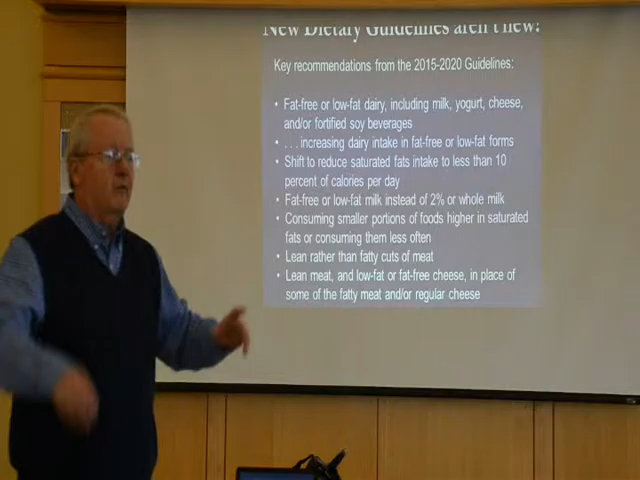 New Dietary Guidelines aren't new!
Key recommendations from the 2015-2020 Guidelines:
• Fat-free or low-fat dairy, including milk, yogurt, cheese,
and/or fortified soy beverages
• . . . increasing dairy intake in fat-free or low-fat forms
• Shift to reduce saturated fats intake to less than 10
percent of calories per day
• Fat-free or low-fat milk instead of 2% or whole milk
• Consuming smaller portions of foods higher in saturated
fats or consuming them less often
• Lean rather than fatty cuts of meat
• Lean meat, and low-fat or fat-free cheese, in place of
some of the fatty meat and/or regular cheese